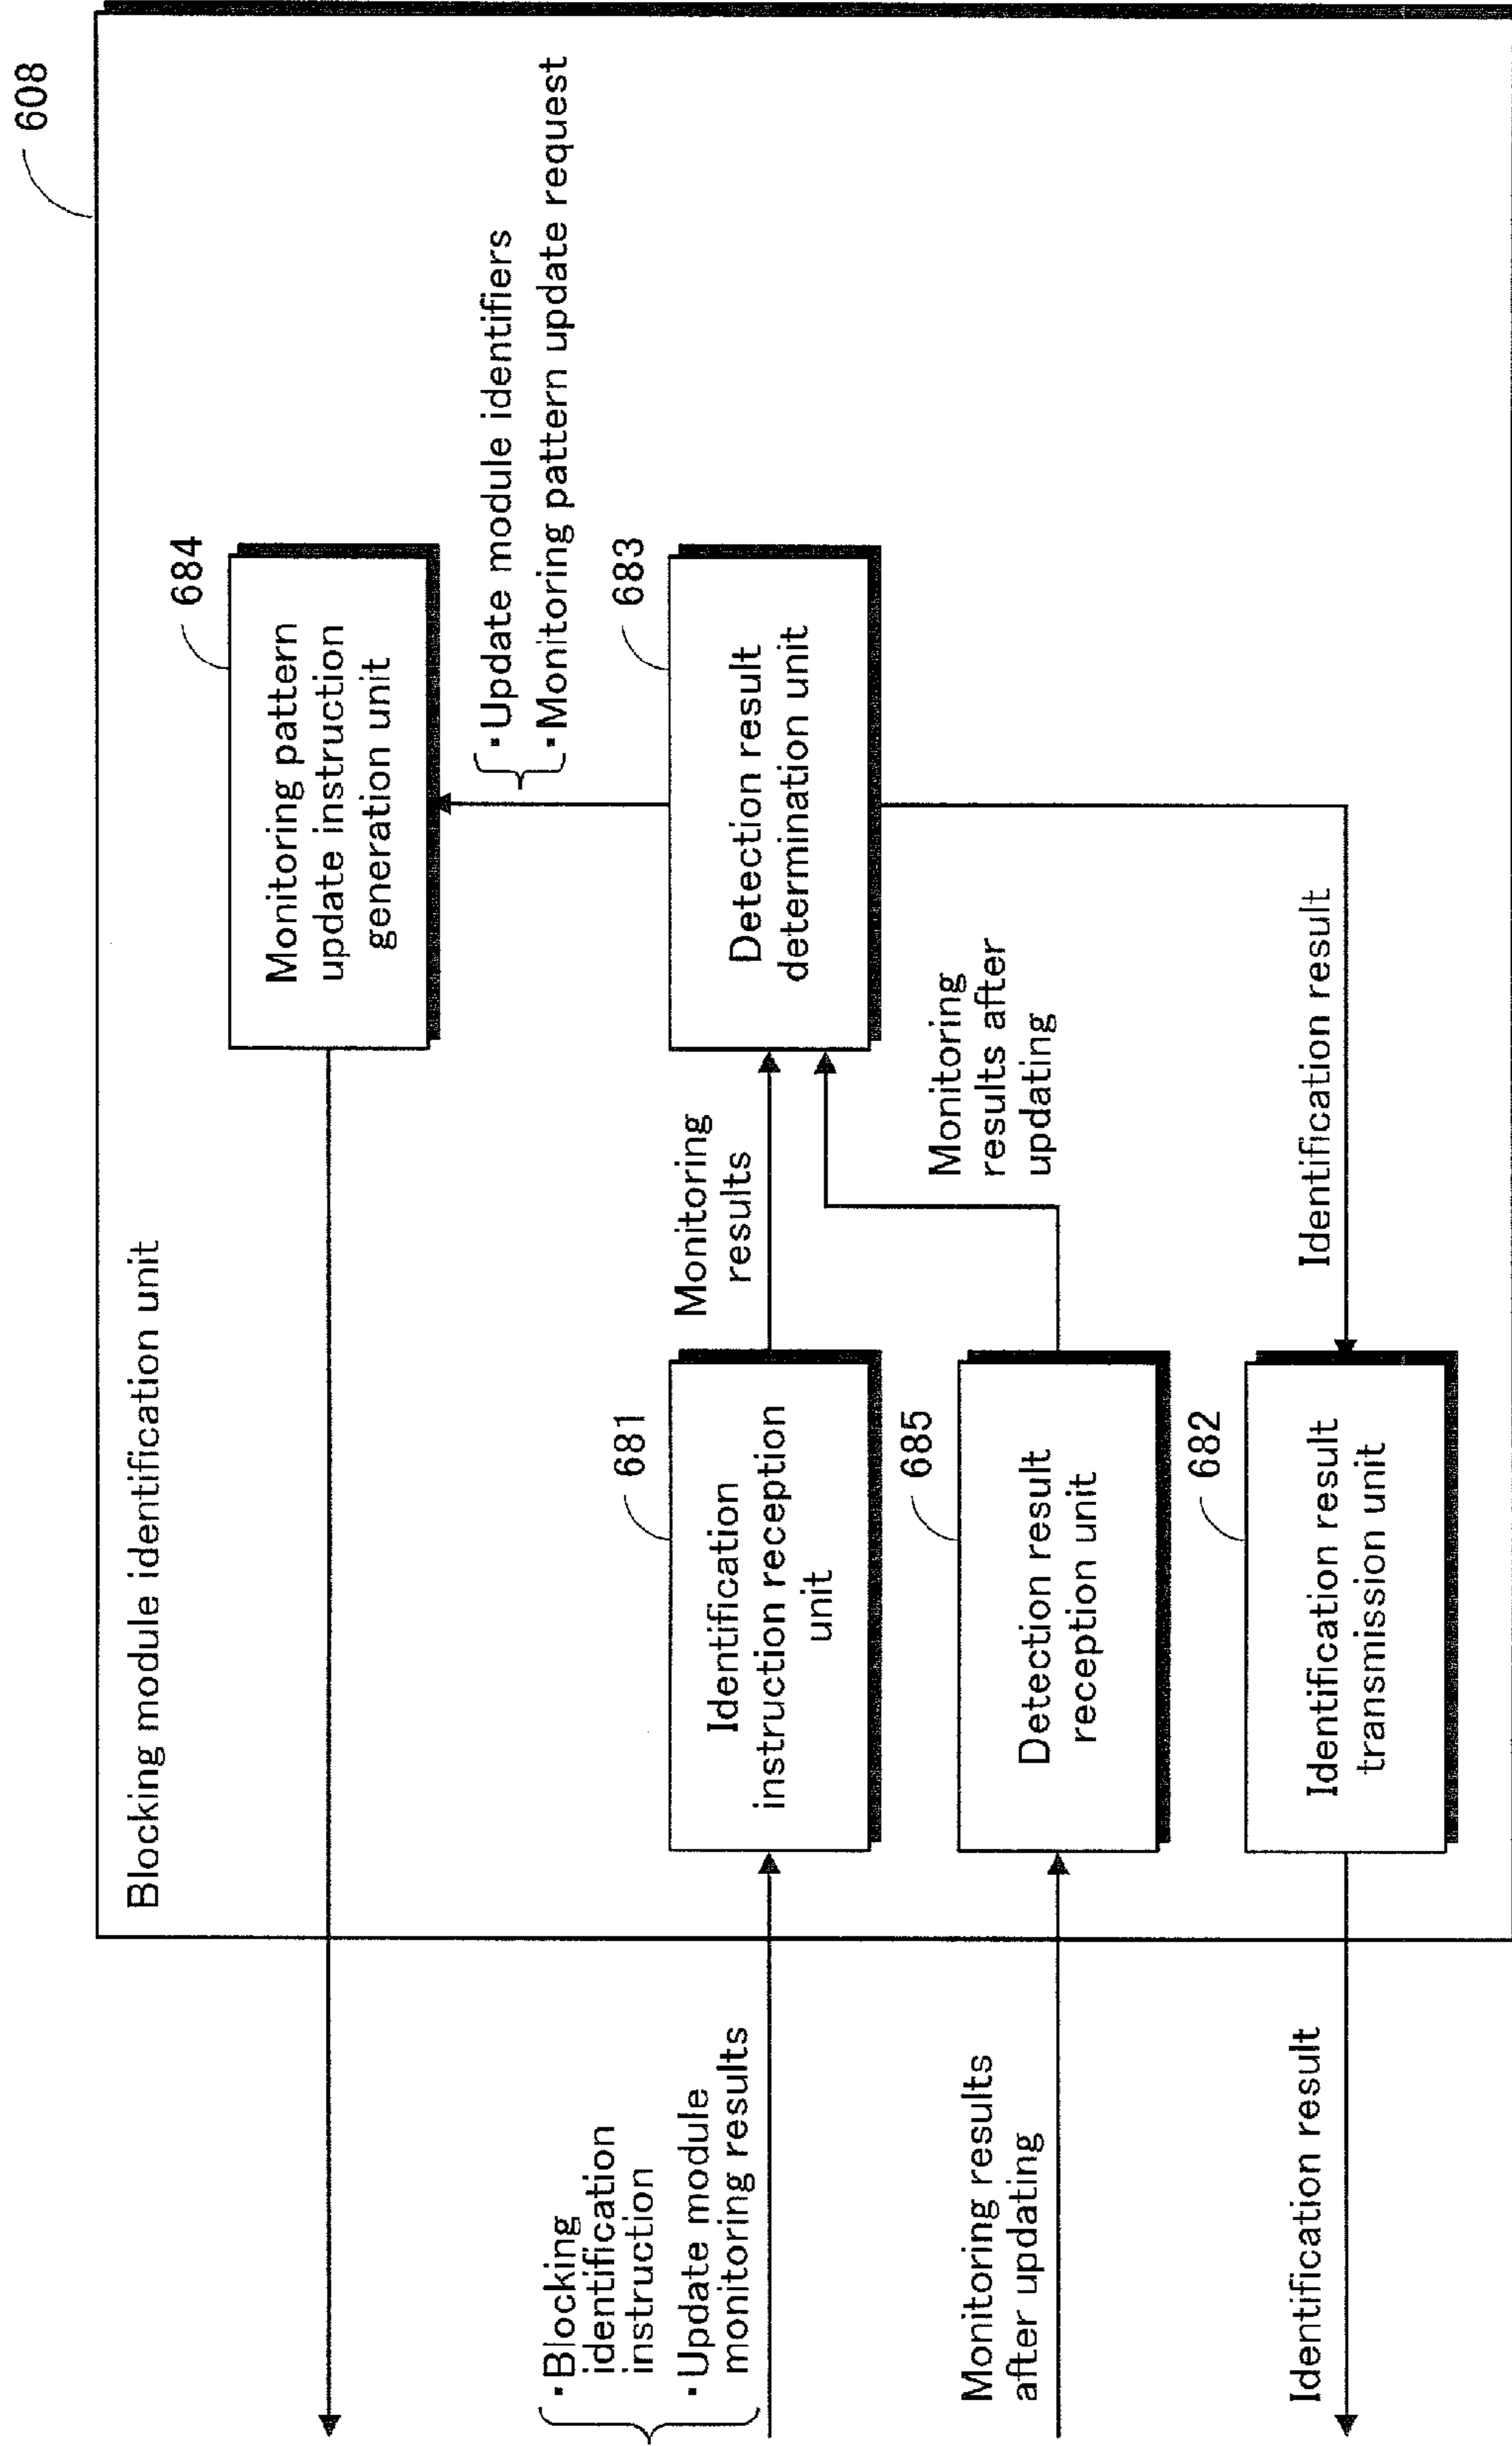 608
Blocking module identification unit
684
Monitoring pattern
update instruction
generation unit
▪Update module identifiers
▪Monitoring pattern update request
▪Blocking
identification
instruction
▪Update module
monitoring results
681
Identification
instruction reception
unit
Monitoring
results
683
Detection result
determination unit
Monitoring results
after updating
685
Detection result
reception unit
Monitoring
results after
updating
682
Identification result
transmission unit
Identification result
Identification result